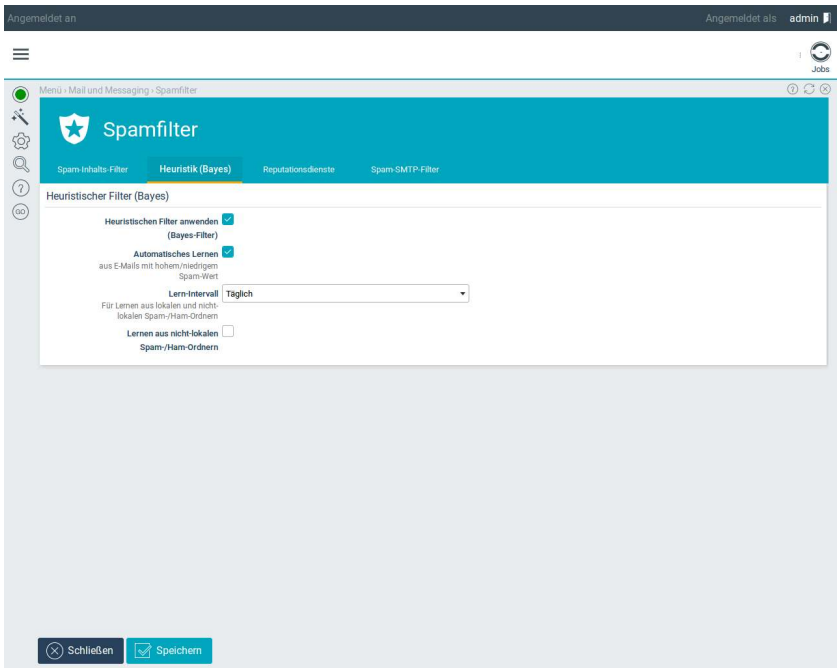 Angemeldet an
Angemeldet als admin
Jobs
Menü › Mail und Messaging › Spamfilter
Spamfilter
Spam-Inhalts-Filter
Heuristik (Bayes)
Reputationsdienste
Spam-SMTP-Filter
Heuristischer Filter (Bayes)
Heuristischen Filter anwenden
(Bayes-Filter)
Automatisches Lernen
aus E-Mails mit hohem/niedrigem
Spam-Wert
Lern-Intervall Täglich
Für Lernen aus lokalen und nicht-
lokalen Spam-/Ham-Ordnern
Lernen aus nicht-lokalen
Spam-/Ham-Ordnern
GO
Schließen
Speichern